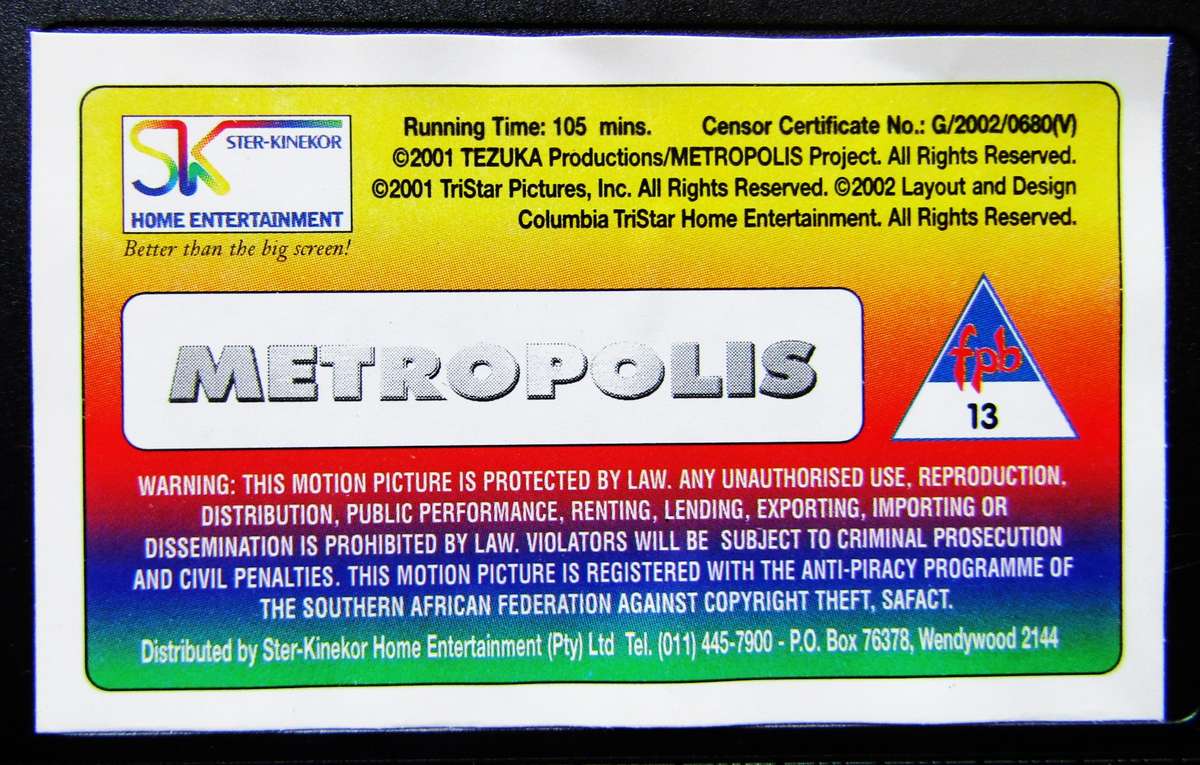 SK STER-KINEKOR
HOME ENTERTAINMENT
Better than the big screen!
Running Time: 105 mins. Censor Certificate No.: G/2002/0680(V)
©2001 TEZUKA Productions/METROPOLIS Project. All Rights Reserved.
©2001 TriStar Pictures, Inc. All Rights Reserved. ©2002 Layout and Design
Columbia TriStar Home Entertainment. All Rights Reserved.
METROPOLIS
fpb
13
WARNING: THIS MOTION PICTURE IS PROTECTED BY LAW. ANY UNAUTHORISED USE, REPRODUCTION,
DISTRIBUTION, PUBLIC PERFORMANCE, RENTING, LENDING, EXPORTING, IMPORTING OR
DISSEMINATION IS PROHIBITED BY LAW. VIOLATORS WILL BE SUBJECT TO CRIMINAL PROSECUTION
AND CIVIL PENALTIES. THIS MOTION PICTURE IS REGISTERED WITH THE ANTI-PIRACY PROGRAMME OF
THE SOUTHERN AFRICAN FEDERATION AGAINST COPYRIGHT THEFT, SAFACT.
Distributed by Ster-Kinekor Home Entertainment (Pty) Ltd Tel. (011) 445-7900 - P.O. Box 76378, Wendywood 2144